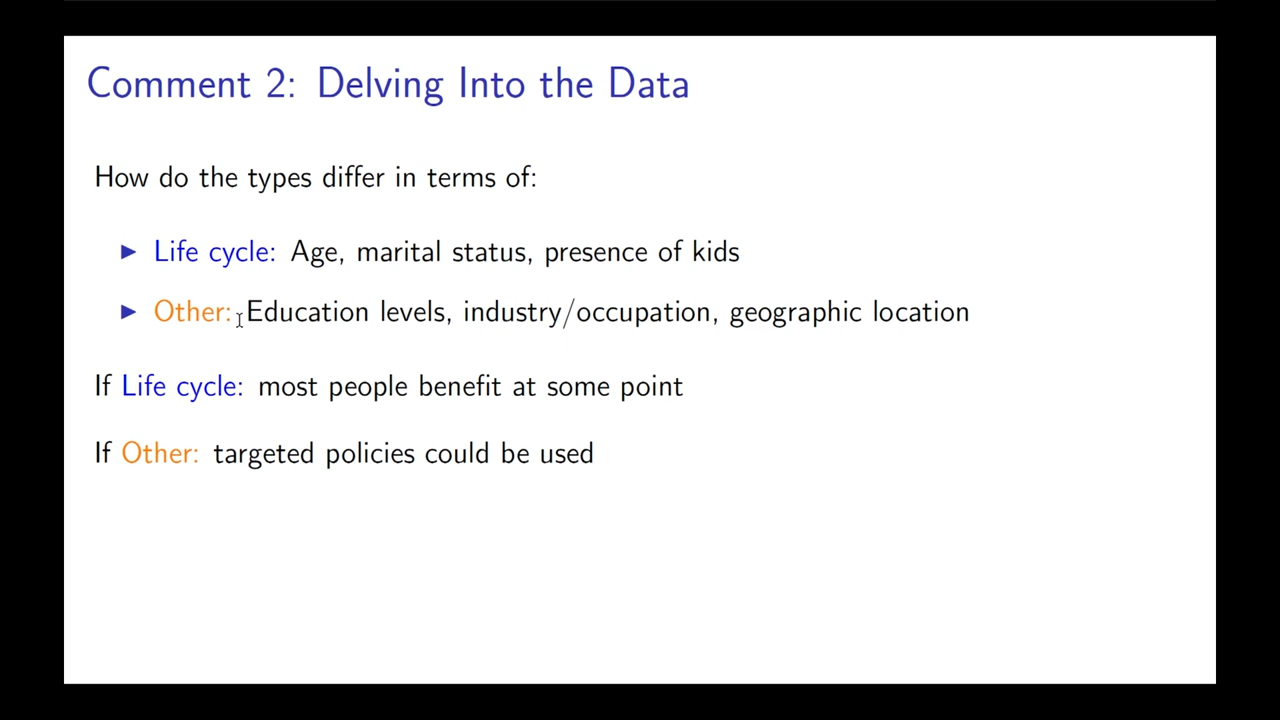 Comment 2: Delving Into the Data
How do the types differ in terms of:
Life cycle: Age, marital status, presence of kids
Other: Education levels, industry/occupation, geographic location
If Life cycle: most people benefit at some point
If Other: targeted policies could be used